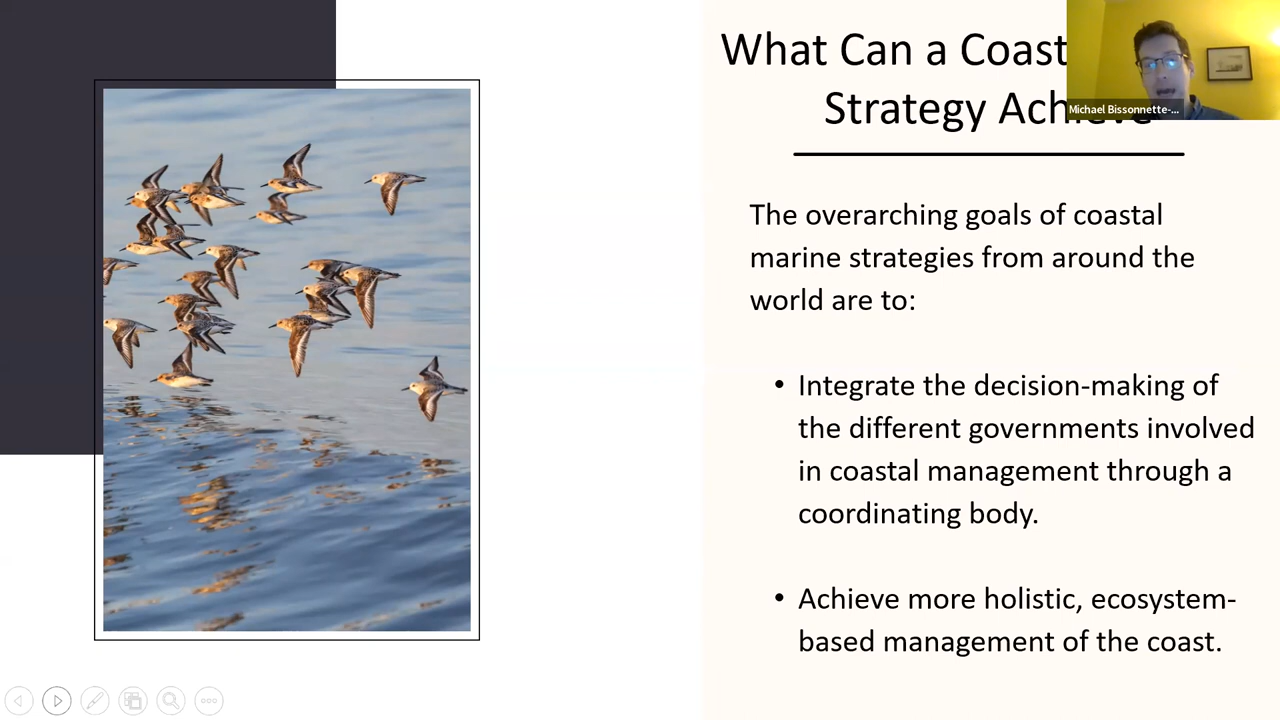 What Can a Coast
Strategy Achieve
Michael Bissonnette-...
The overarching goals of coastal
marine strategies from around the
world are to:
• Integrate the decision-making of
the different governments involved
in coastal management through a
coordinating body.
• Achieve more holistic, ecosystem-
based management of the coast.